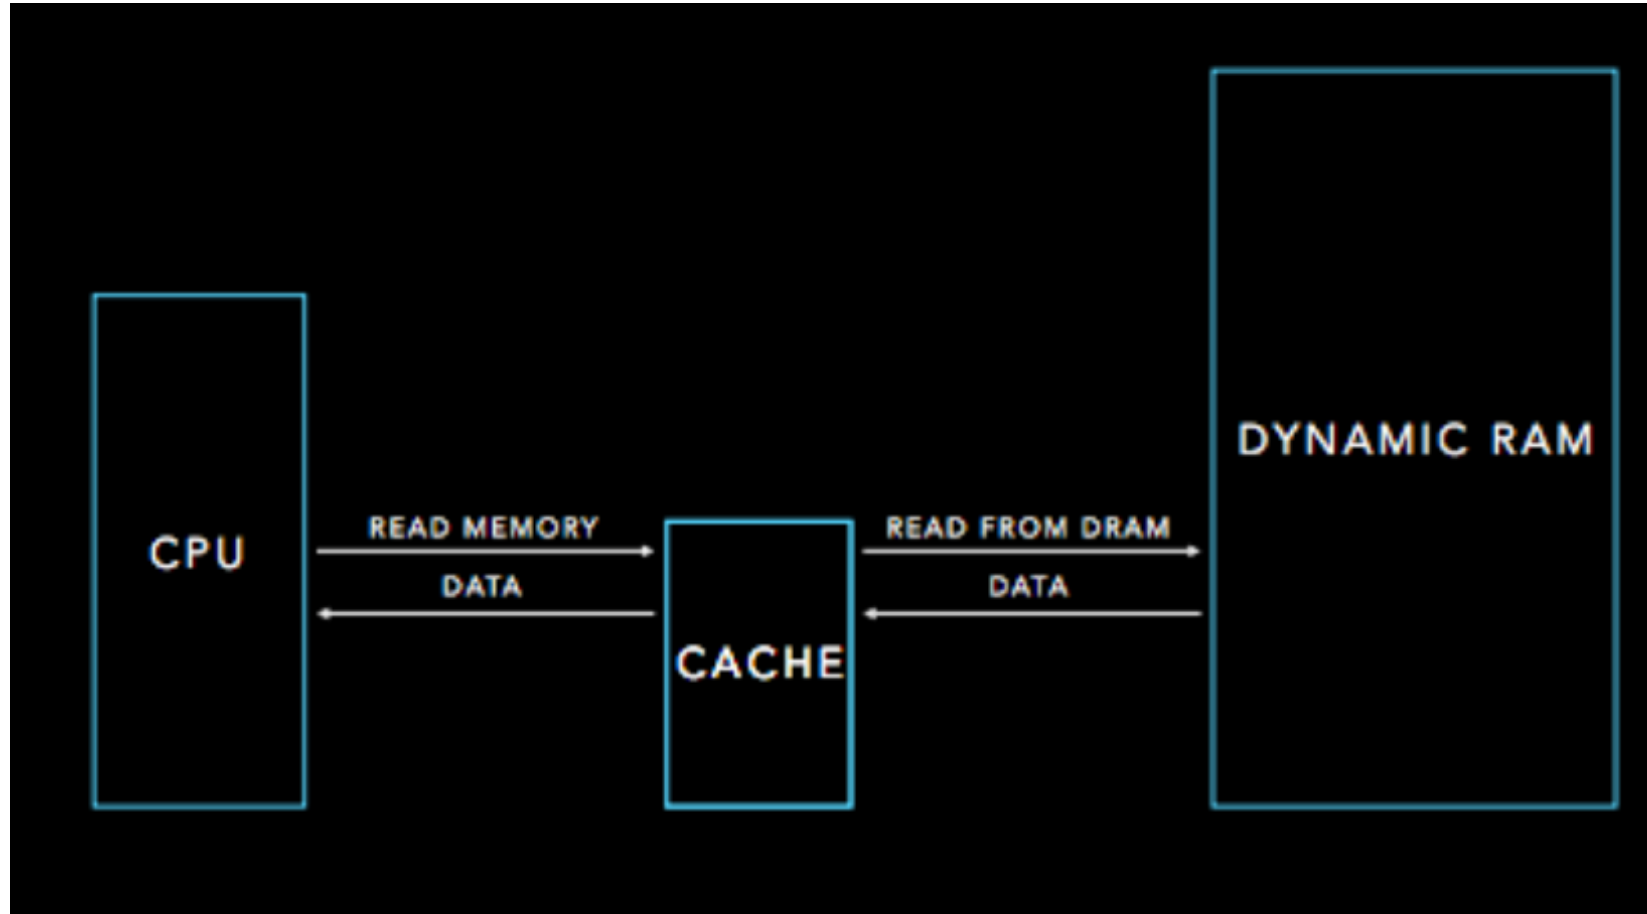 CPU
READ MEMORY
DATA
CACHE
READ FROM DRAM
DATA
DYNAMIC RAM